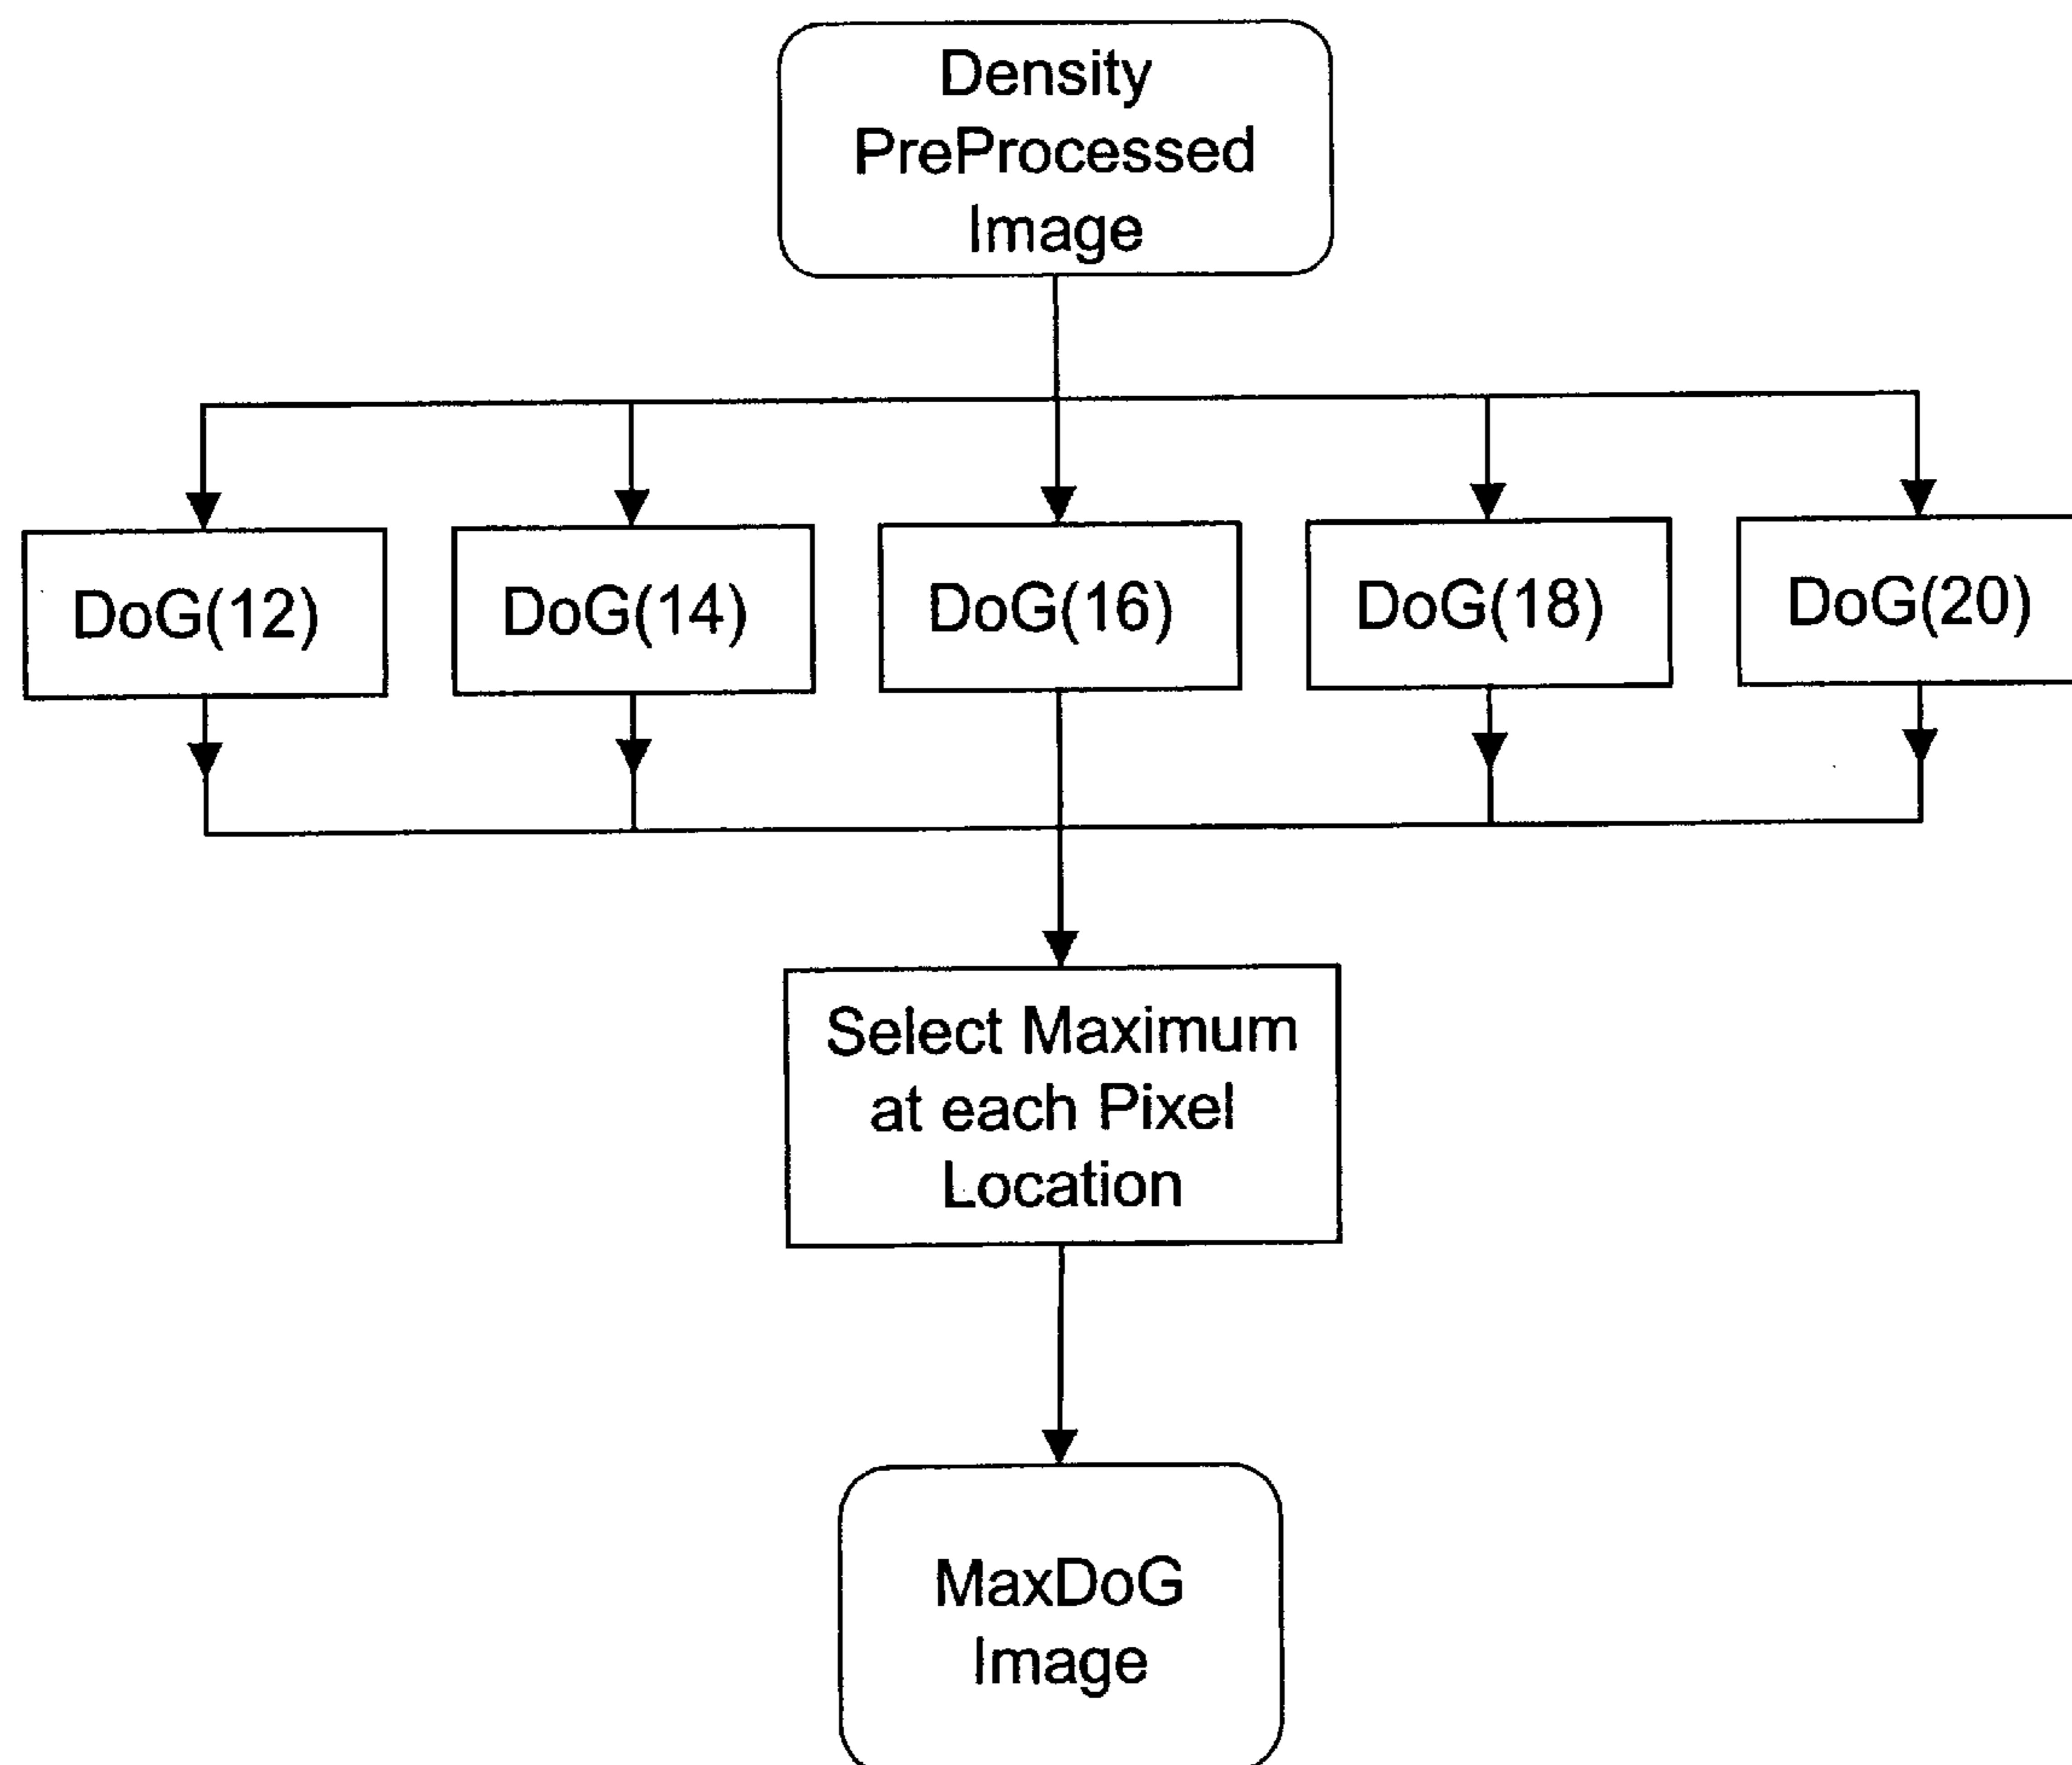 Density
PreProcessed
Image
DoG(12)
DoG(14)
DoG(16)
DoG(18)
DoG(20)
Select Maximum
at each Pixel
Location
MaxDoG
Image